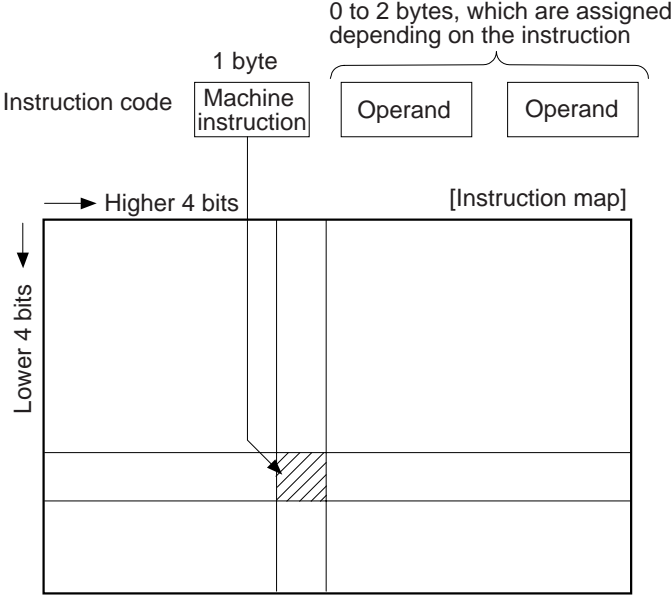 0 to 2 bytes, which are assigned
depending on the instruction
1 byte
Instruction code
Machine
instruction
Operand
Operand
Higher 4 bits
[Instruction map]
Lower 4 bits